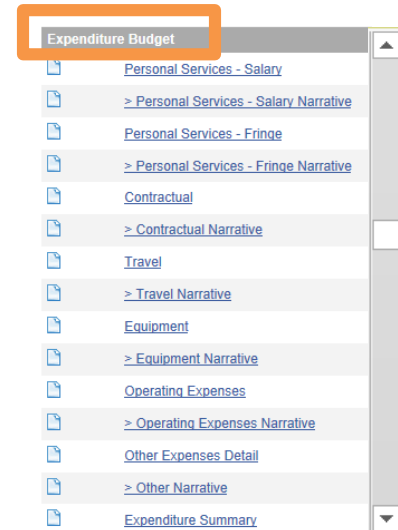 Expenditure Budget
Personal Services - Salary
> Personal Services - Salary Narrative
Personal Services - Fringe
> Personal Services - Fringe Narrative
Contractual
> Contractual Narrative
Travel
> Travel Narrative
Equipment
> Equipment Narrative
Operating Expenses
> Operating Expenses Narrative
Other Expenses Detail
> Other Narrative
Expenditure Summary